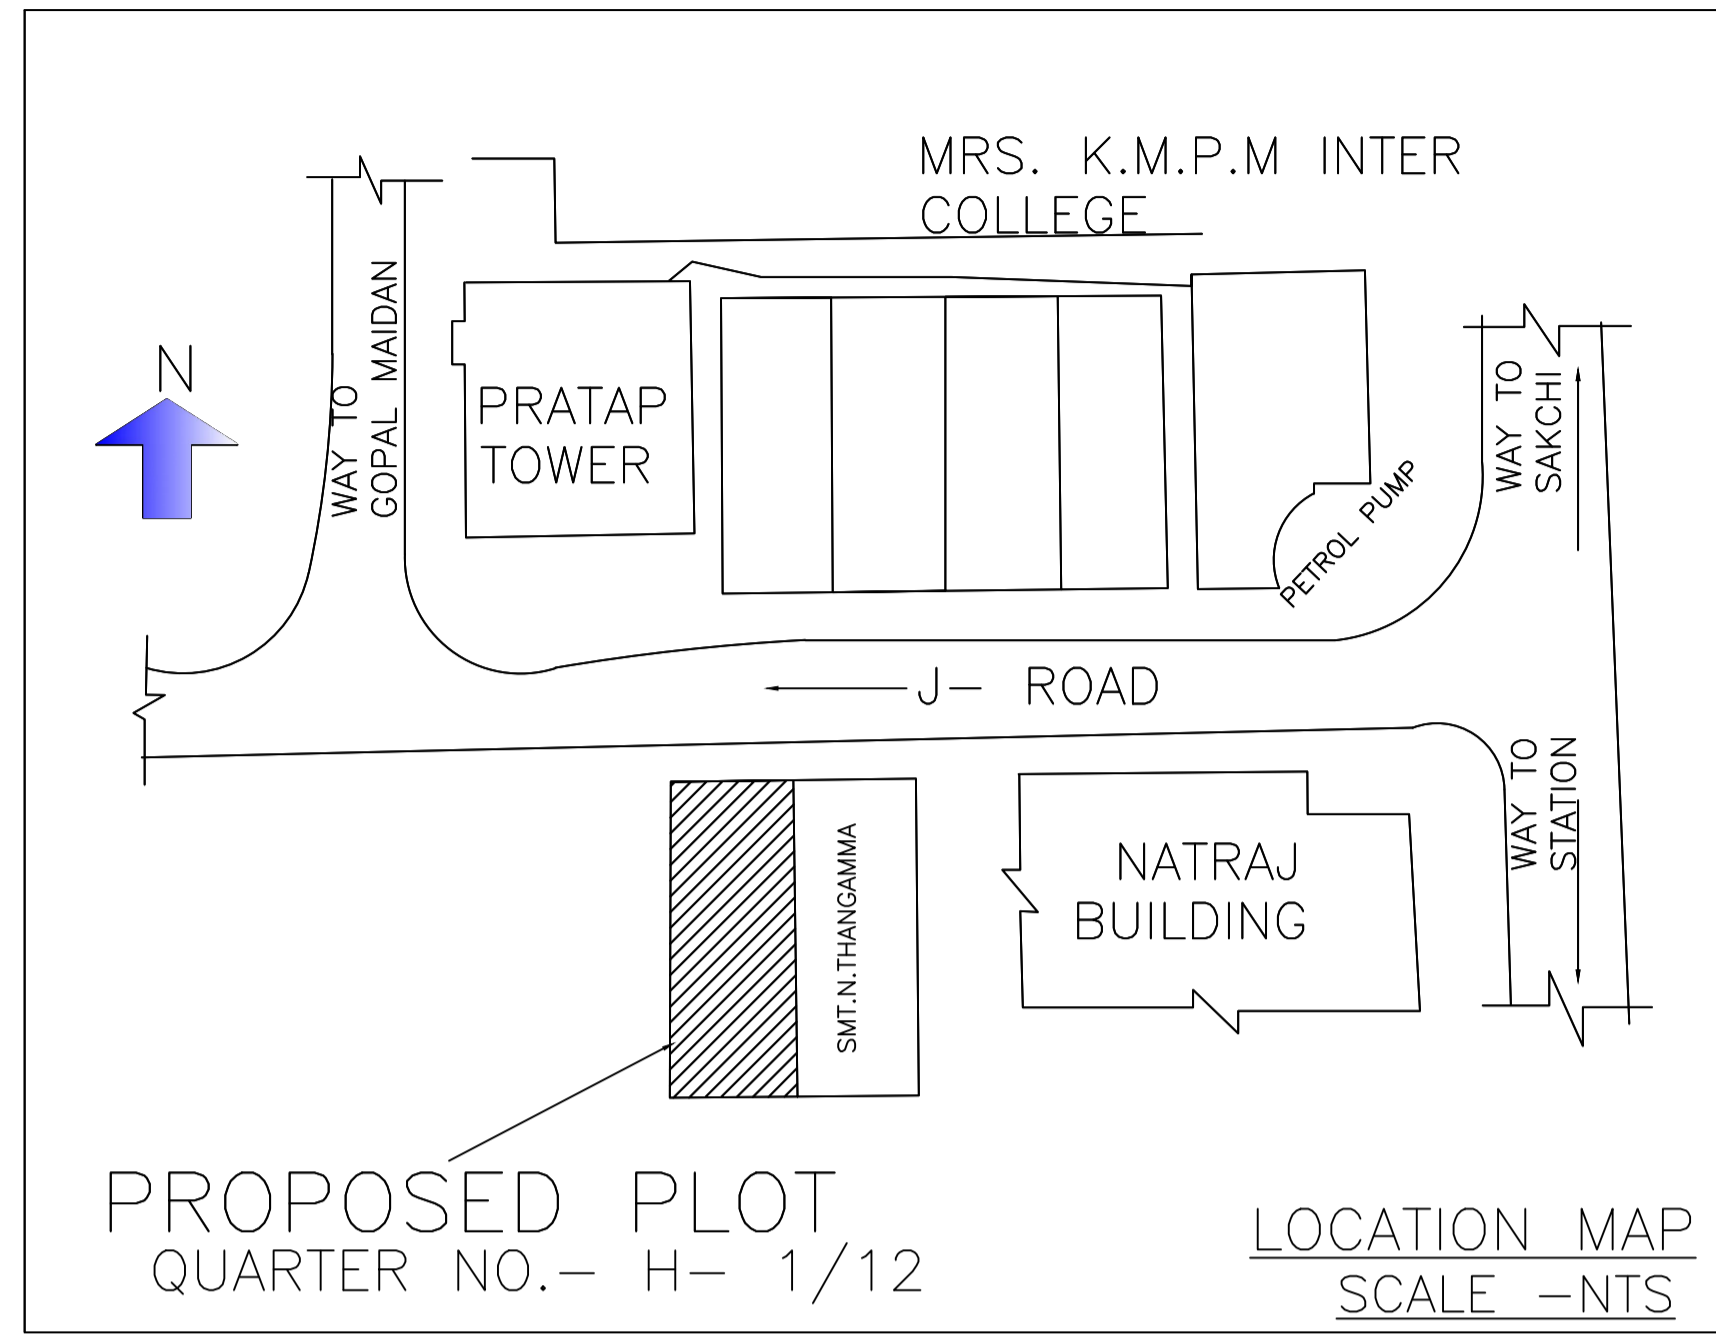 MRS. K.M.P.M INTER
COLLEGE
N
WAY TO
GOPAL MAIDAN
PRATAP
TOWER
PETROL PUMP
WAY TO
SAKCHI
J- ROAD
WAY TO
STATION
SMT.N.THANGAMMA
NATRAJ
BUILDING
PROPOSED PLOT
QUARTER NO.- H- 1/12
LOCATION MAP
SCALE -NTS